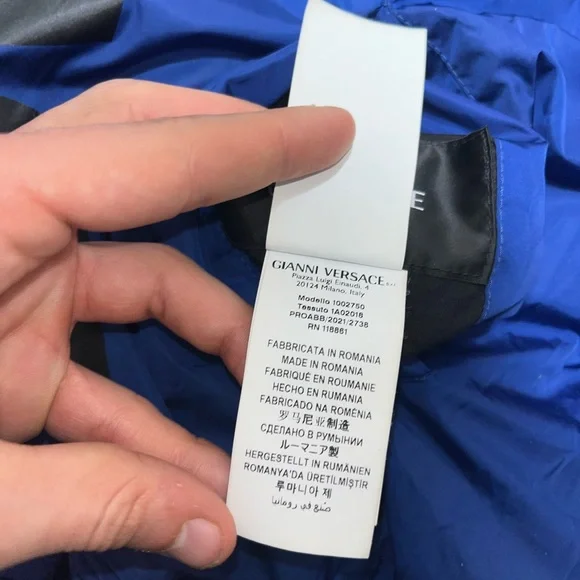 E
GIANNI VERSACE s.r.l.
Piazza Luigi Einaudi, 4
20124 Milano, Italy
Modello 1002750
Tessuto 1A02018
PROABB/2021/2738
RN 118861
FABBRICATA IN ROMANIA
MADE IN ROMANIA
FABRIQUÉ EN ROUMANIE
HECHO EN RUMANIA
FABRICADO NA ROMÉNIA
罗马尼亚制造
СДЕЛАНО В РУМЫНИИ
ルーマニア製
HERGESTELLT IN RUMÄNIEN
ROMANYA'DA ÜRETİLMİŞTİR
루마니아 제
صنع في رومانيا